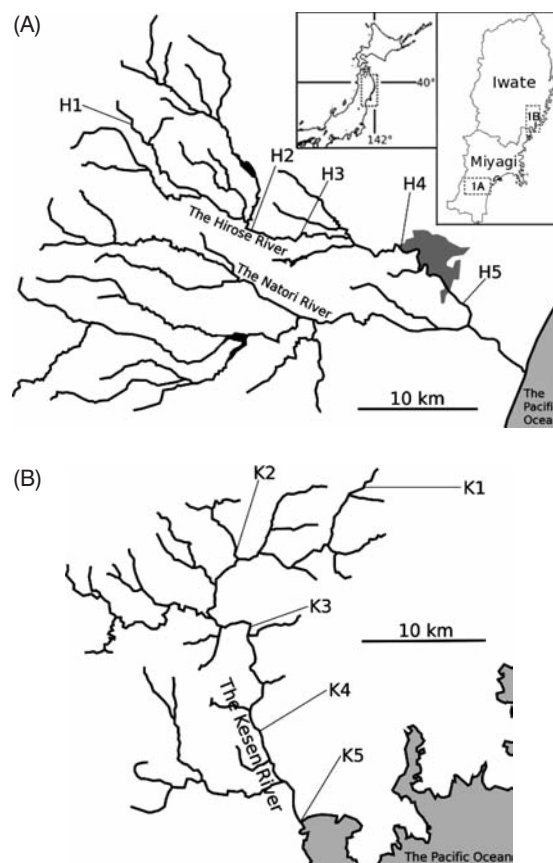 (A)
H1
H2
H3
H4
H5
The Hirose River
The Natori River
10 km
The
Pacific
Ocean
40°
142°
Iwate
1B
Miyagi
1A
(B)
K2
K1
K3
10 km
K4
The Kesen River
K5
The Pacific Ocean